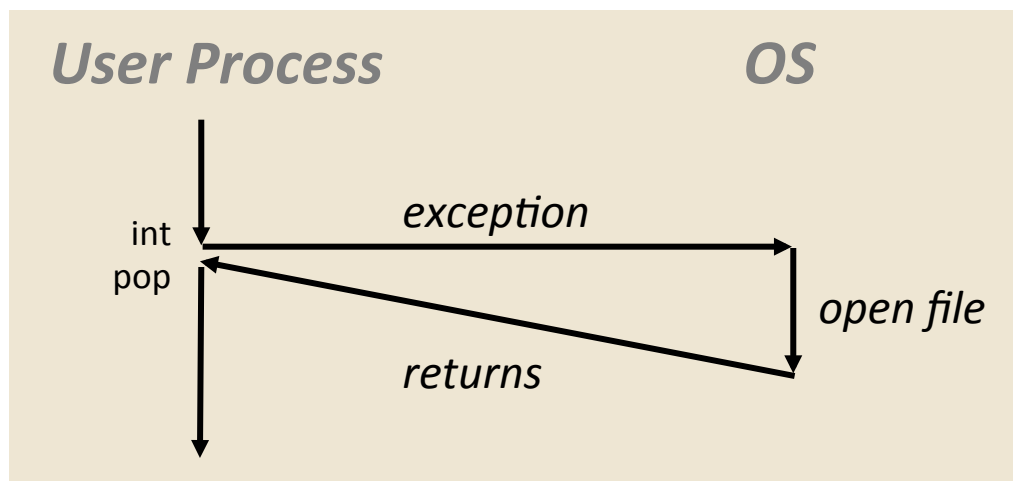 User Process
OS
exception
int
pop
open file
returns